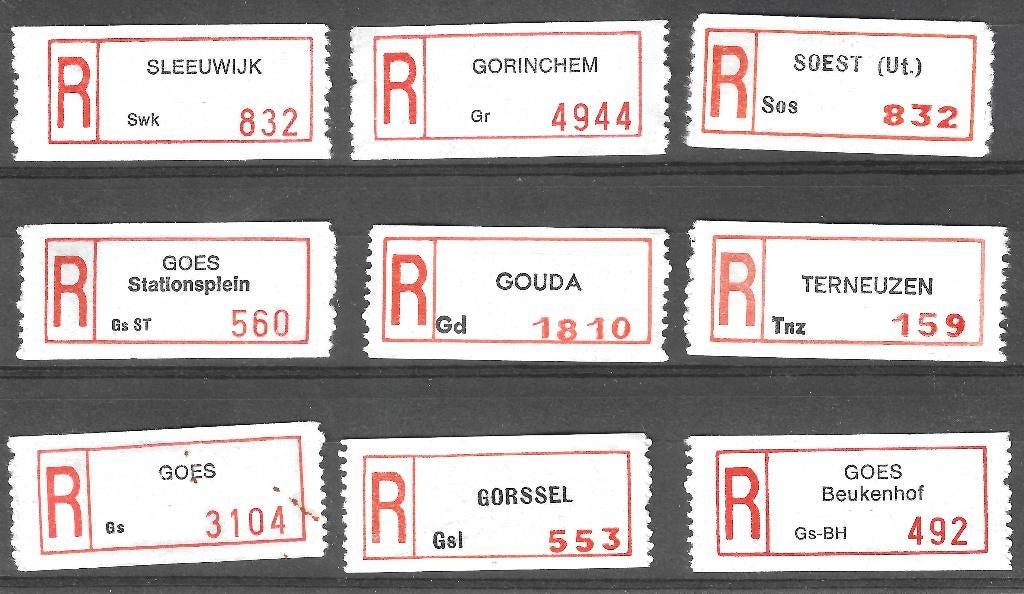 R SLEEUWIJK
Swk 832
R GORINCHEM
Gr 4944
R SOEST (Ut.)
Sos 832
R GOES
Stationsplein
Gs ST 560
R GOUDA
Gd 1810
R TERNEUZEN
Tnz 159
R GOES
Gs 3104
R GORSSEL
Gsl 553
R GOES
Beukenhof
Gs-BH 492